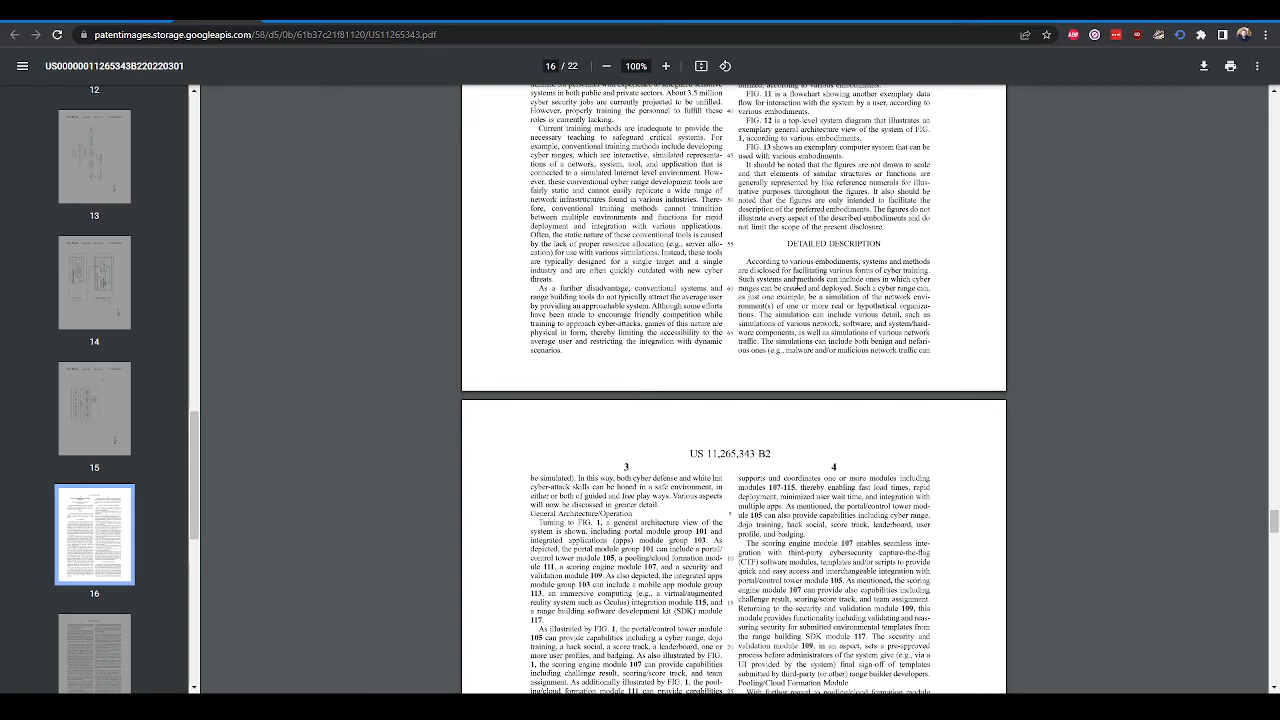 patentimages.storage.googleapis.com/58/d5/0b/61b37c21f81120/US11265343.pdf
ABP
US0000011265343B220220301
16 / 22
100%
12
13
14
15
16
systems in both public and private sectors. About 3.5 million
cyber security jobs are currently projected to be unfilled.
However, properly training the personnel to fulfill these
roles is currently lacking.
Current training methods are inadequate to provide the
necessary teaching to safeguard critical systems. For
example, conventional training methods include developing
cyber ranges, which are interactive, simulated representa-
tions of a network, system, tool, and application that is
connected to a simulated Internet level environment. How-
ever, these conventional cyber range development tools are
fairly static and cannot easily replicate a wide range of
network infrastructures found in various industries. There-
fore, conventional training methods cannot transition
between multiple environments and functions for rapid
deployment and integration with various applications.
Often, the static nature of these conventional tools is caused
by the lack of proper resource allocation (e.g., server allo-
cation) for use with various simulations. Instead, these tools
are typically designed for a single target and a single
industry and are often quickly outdated with new cyber
threats.
As a further disadvantage, conventional systems and
range building tools do not typically attract the average user
by providing an approachable system. Although some efforts
have been made to encourage friendly competition while
training to approach cyber-attacks, games of this nature are
physical in form, thereby limiting the accessibility to the
average user and restricting the integration with dynamic
scenarios.
40
45
50
55
60
65
FIG. 11 is a flowchart showing another exemplary data
flow for interaction with the system by a user, according to
various embodiments.
FIG. 12 is a top-level system diagram that illustrates an
exemplary general architecture view of the system of FIG.
1, according to various embodiments.
FIG. 13 shows an exemplary computer system that can be
used with various embodiments.
It should be noted that the figures are not drawn to scale
and that elements of similar structures or functions are
generally represented by like reference numerals for illus-
trative purposes throughout the figures. It also should be
noted that the figures are only intended to facilitate the
description of the preferred embodiments. The figures do not
illustrate every aspect of the described embodiments and do
not limit the scope of the present disclosure.
DETAILED DESCRIPTION
According to various embodiments, systems and methods
are disclosed for facilitating various forms of cyber training.
Such systems and methods can include ones in which cyber
ranges can be created and deployed. Such a cyber range can,
as just one example, be a simulation of the network envi-
ronment(s) of one or more real or hypothetical organiza-
tions. The simulation can include various detail, such as
simulations of various network, software, and system/hard-
ware components, as well as simulations of various network
traffic. The simulations can include both benign and nefari-
ous ones (e.g., malware and/or malicious network traffic can
US 11,265,343 B2
3
4
be simulated). In this way, both cyber defense and white hat
cyber-attack skills can be honed in a safe environment, in
either or both of guided and free play ways. Various aspects
will now be discussed in greater detail.
General Architecture/Operation
Turning to FIG. 1, a general architecture view of the
system is shown, including portal module group 101 and
integrated applications (apps) module group 103. As
depicted, the portal module group 101 can include a portal/
control tower module 105, a pooling/cloud formation mod-
ule 111, a scoring engine module 107, and a security and
validation module 109. As also depicted, the integrated apps
module group 103 can include a mobile app module group
113, an immersive computing (e.g., a virtual/augmented
reality system such as Oculus) integration module 115, and
a range building software development kit (SDK) module
117.
As illustrated by FIG. 1, the portal/control tower module
105 can provide capabilities including a cyber range, dojo
training, a hack social, a score track, a leaderboard, one or
more user profiles, and badging. As also illustrated by FIG.
1, the scoring engine module 107 can provide capabilities
including challenge result, scoring/score track, and team
assignment. As additionally illustrated by FIG. 1, the pool-
ing/cloud formation module 111 can provide capabilities
5
10
15
20
25
supports and coordinates one or more modules including
modules 107-115, thereby enabling fast load times, rapid
deployment, minimized user wait time, and integration with
multiple apps. As mentioned, the portal/control tower mod-
ule 105 can also provide capabilities including cyber range,
dojo training, hack social, score track, leaderboard, user
profile, and badging.
The scoring engine module 107 enables seamless inte-
gration with third-party cybersecurity capture-the-flag
(CTF) software modules, templates and/or scripts to provide
quick and easy access and interchangeable integration with
portal/control tower module 105. As mentioned, the scoring
engine module 107 can provide also capabilities including
challenge result, scoring/score track, and team assignment.
Returning to the security and validation module 109, this
module provides functionality including validating and reas-
suring security for submitted environmental templates from
the range building SDK module 117. The security and
validation module 109, in an aspect, sets a pre-approved
process before administrators of the system give (e.g., via a
UI provided by the system) final sign-off of templates
submitted by third-party (or other) range builder developers.
Pooling/Cloud Formation Module
With further regard to pooling/cloud formation module